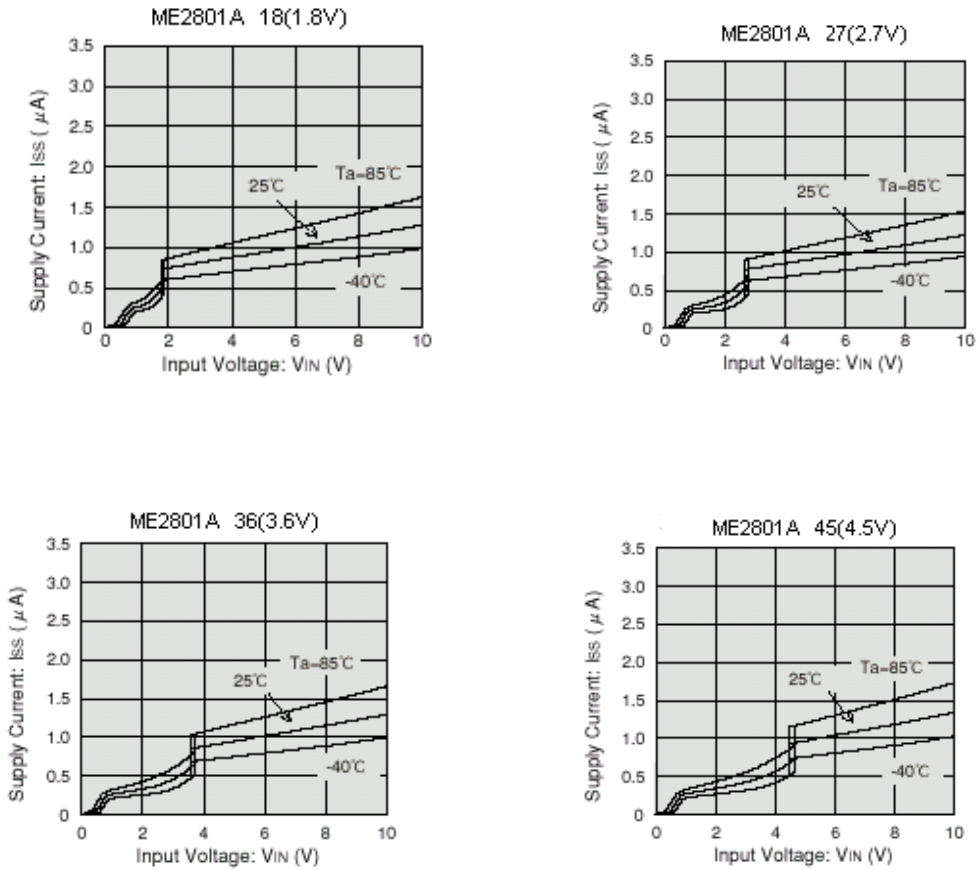 ME2801A 18(1.8V)
Supply Current: Iss ( μA)
3.5
3.0
2.5
2.0
1.5
1.0
0.5
0
Ta=85℃
25℃
-40℃
0 2 4 6 8 10
Input Voltage: VIN (V)
ME2801A 27(2.7V)
Supply Current: Iss ( μA)
3.5
3.0
2.5
2.0
1.5
1.0
0.5
0
Ta=85℃
25℃
-40℃
0 2 4 6 8 10
Input Voltage: VIN (V)
ME2801A 36(3.6V)
Supply Current: Iss ( μA)
3.5
3.0
2.5
2.0
1.5
1.0
0.5
0
Ta=85℃
25℃
-40℃
0 2 4 6 8 10
Input Voltage: VIN (V)
ME2801A 45(4.5V)
Supply Current: Iss ( μA)
3.5
3.0
2.5
2.0
1.5
1.0
0.5
0
Ta=85℃
25℃
-40℃
0 2 4 6 8 10
Input Voltage: VIN (V)